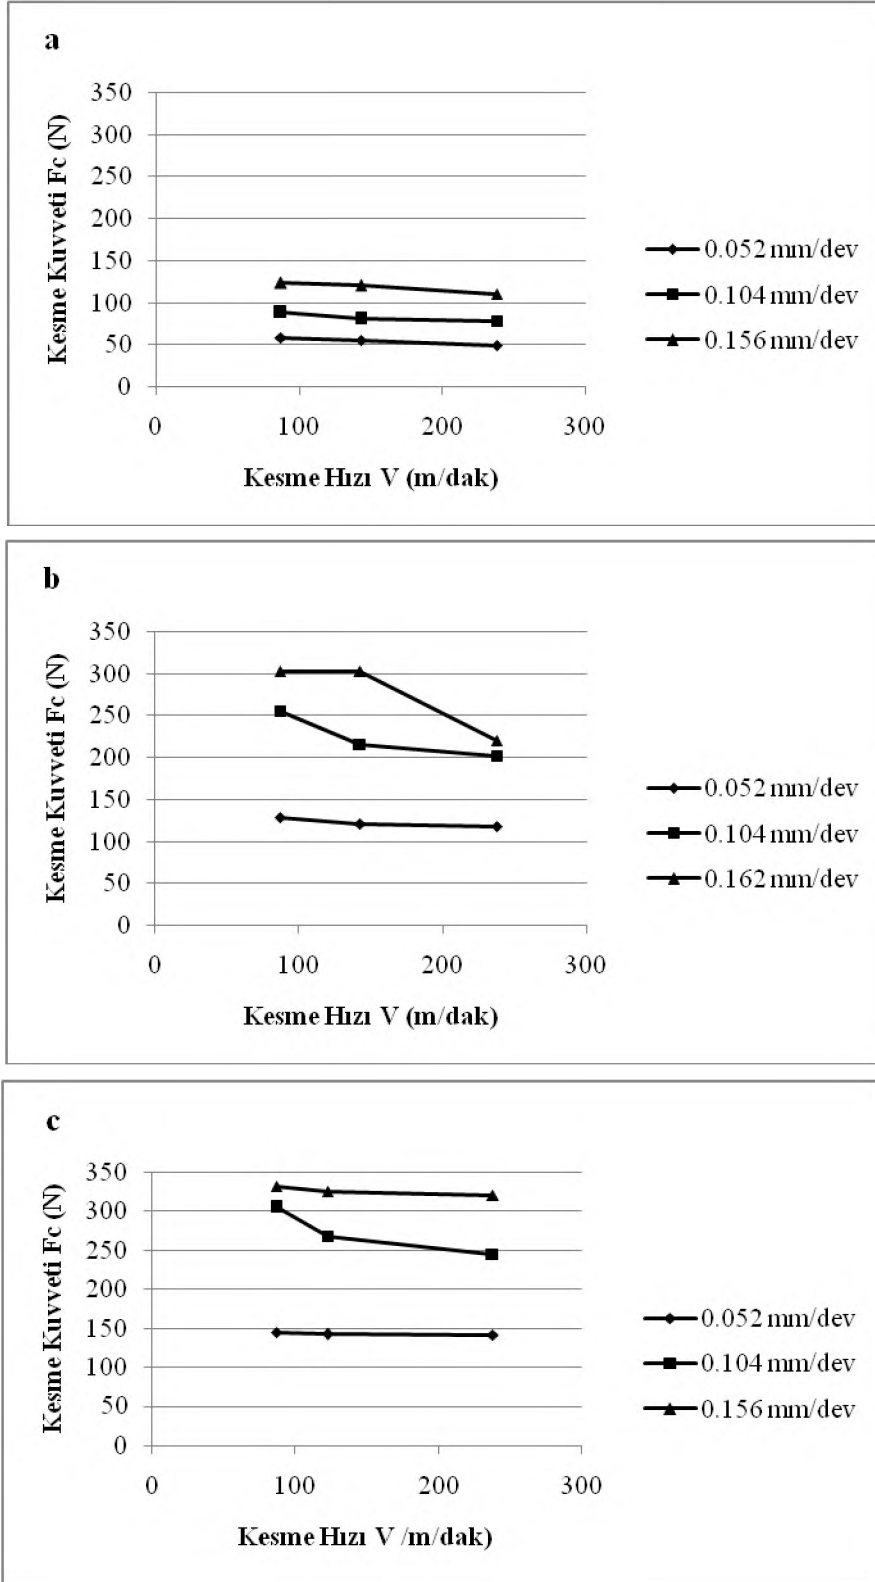 a
350
300
250
200
150
100
50
0
0 100 200 300
Kesme Kuvveti Fc (N)
Kesme Hızı V (m/dak)
0.052 mm/dev
0.104 mm/dev
0.156 mm/dev
b
350
300
250
200
150
100
50
0
0 100 200 300
Kesme Kuvveti Fc (N)
Kesme Hızı V (m/dak)
0.052 mm/dev
0.104 mm/dev
0.162 mm/dev
c
350
300
250
200
150
100
50
0
0 100 200 300
Kesme Kuvveti Fc (N)
Kesme Hızı V /m/dak)
0.052 mm/dev
0.104 mm/dev
0.156 mm/dev